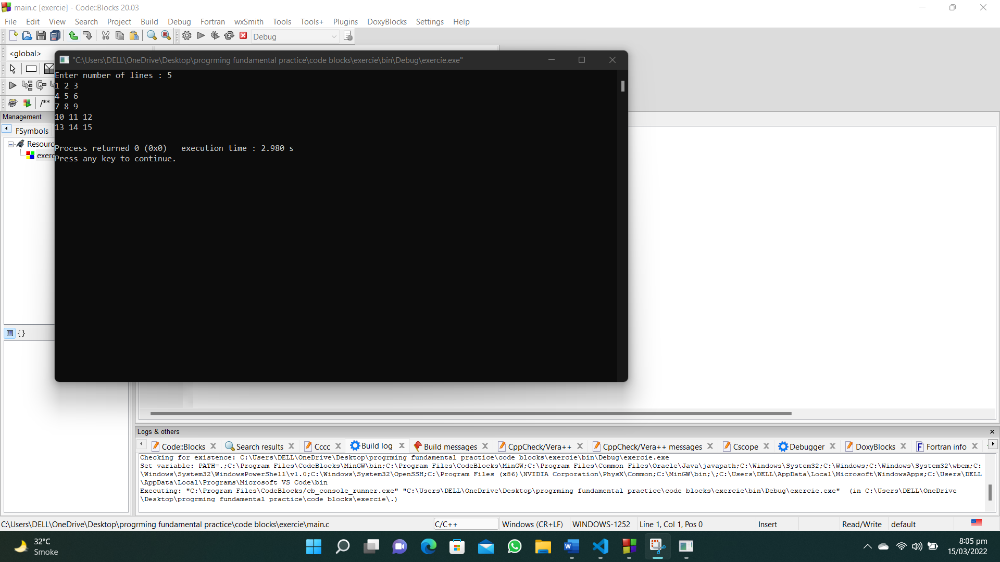 main.c [exercie] - Code::Blocks 20.03
File Edit View Search Project Build Debug Fortran wxSmith Tools Tools+ Plugins DoxyBlocks Settings Help
Debug
<global>
"C:\Users\DELL\OneDrive\Desktop\progrming fundamental practice\code blocks\exercie\bin\Debug\exercie.exe"
Enter number of lines : 5
1 2 3
4 5 6
7 8 9
10 11 12
13 14 15
Process returned 0 (0x0)   execution time : 2.980 s
Press any key to continue.
/**
Management
FSymbols
Resourc
exerc
{}
Logs & others
Code::Blocks Search results Cccc Build log Build messages CppCheck/Vera++ CppCheck/Vera++ messages Cscope Debugger DoxyBlocks Fortran info
Checking for existence: C:\Users\DELL\OneDrive\Desktop\progrming fundamental practice\code blocks\exercie\bin\Debug\exercie.exe
Set variable: PATH=.;C:\Program Files\CodeBlocks\MinGW\bin;C:\Program Files\CodeBlocks\MinGW;C:\Program Files\Common Files\Oracle\Java\javapath;C:\Windows\System32;C:\Windows;C:\Windows\System32\wbem;C:
\Windows\System32\WindowsPowerShell\v1.0;C:\Windows\System32\OpenSSH;C:\Program Files (x86)\NVIDIA Corporation\PhysX\Common;C:\MinGW\bin;\;C:\Users\DELL\AppData\Local\Microsoft\WindowsApps;C:\Users\DELL
\AppData\Local\Programs\Microsoft VS Code\bin
Executing: "C:\Program Files\CodeBlocks/cb_console_runner.exe" "C:\Users\DELL\OneDrive\Desktop\progrming fundamental practice\code blocks\exercie\bin\Debug\exercie.exe"  (in C:\Users\DELL\OneDrive
\Desktop\progrming fundamental practice\code blocks\exercie\.)
C:\Users\DELL\OneDrive\Desktop\progrming fundamental practice\code blocks\exercie\main.c C/C++ Windows (CR+LF) WINDOWS-1252 Line 1, Col 1, Pos 0 Insert Read/Write default
32°C
Smoke
8:05 pm
15/03/2022